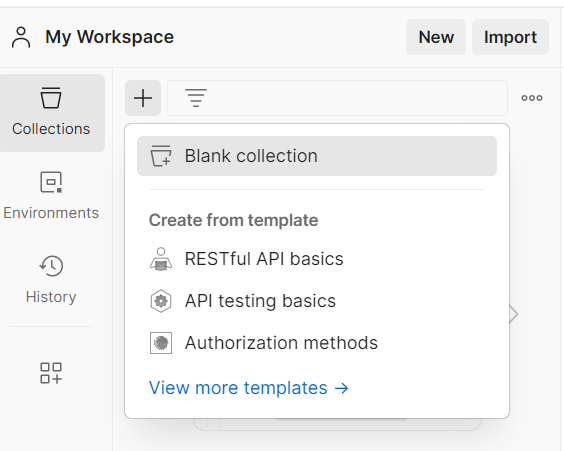 My Workspace
New
Import
Collections
Environments
History
Blank collection
Create from template
RESTful API basics
API testing basics
Authorization methods
View more templates →